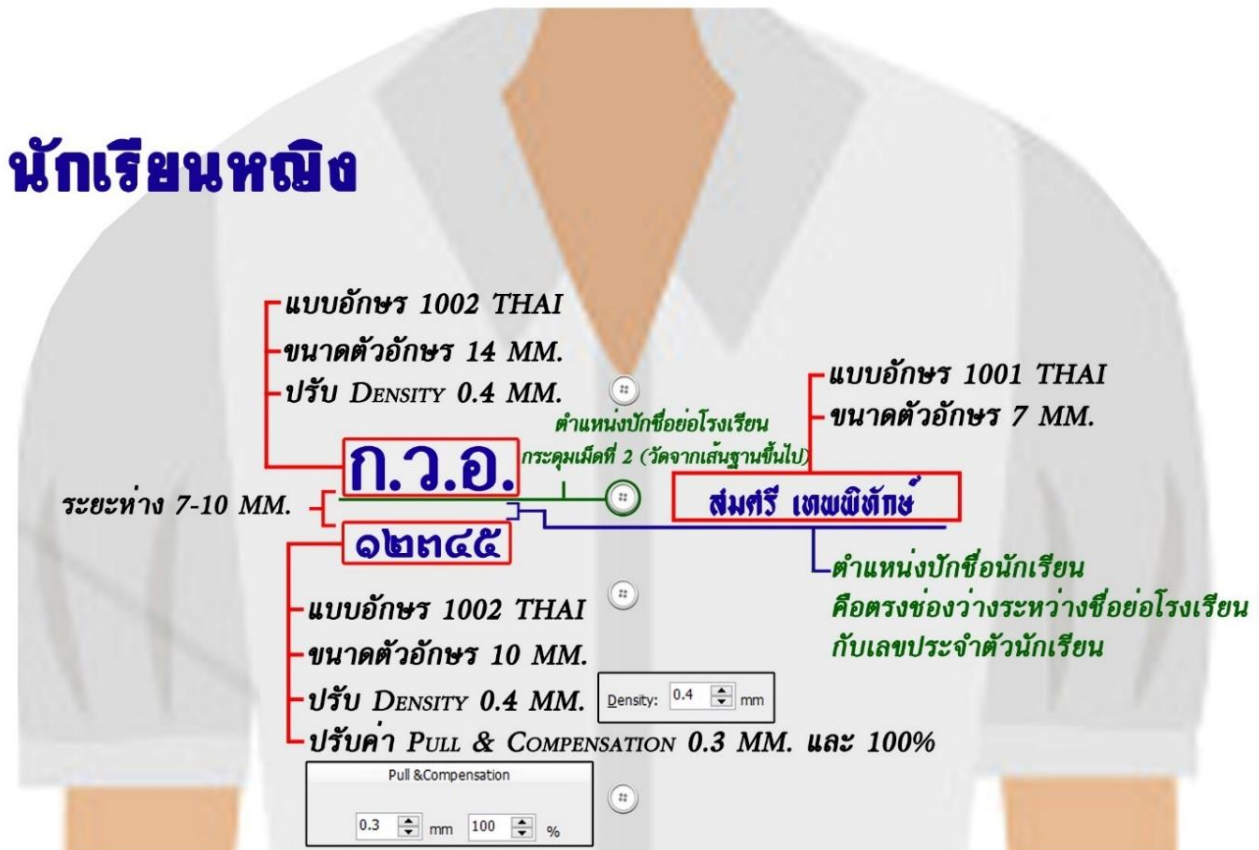 นักเรียนหญิง
แบบอักษร 1002 THAI
ขนาดตัวอักษร 14 MM.
ปรับ DENSITY 0.4 MM.
แบบอักษร 1001 THAI
ขนาดตัวอักษร 7 MM.
ตำแหน่งปักชื่อย่อโรงเรียน
กระดุมเม็ดที่ 2 (วัดจากเส้นฐานขึ้นไป)
ก.ว.อ.
สมศรี เทพพิทักษ์
ระยะห่าง 7-10 MM.
๑๒๓๔๕
ตำแหน่งปักชื่อนักเรียน
คือตรงช่องว่างระหว่างชื่อย่อโรงเรียน
กับเลขประจำตัวนักเรียน
แบบอักษร 1002 THAI
ขนาดตัวอักษร 10 MM.
ปรับ DENSITY 0.4 MM.
Density: 0.4 mm
ปรับค่า PULL & COMPENSATION 0.3 MM. และ 100%
Pull &Compensation
0.3 mm 100 %